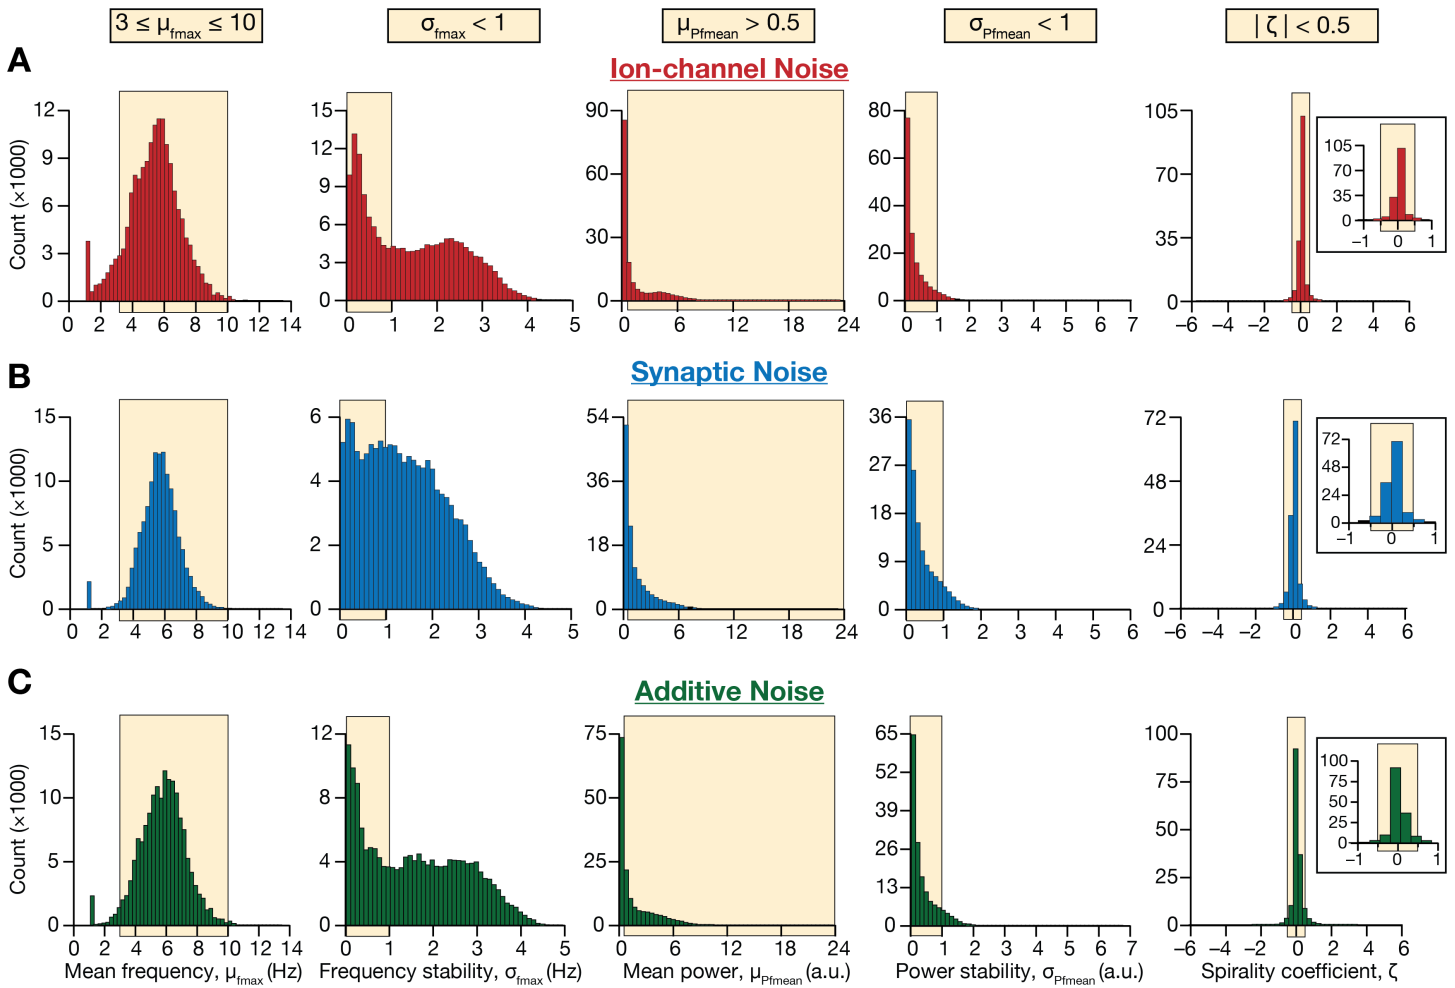 3 ≤ μfmax ≤ 10
σfmax < 1
μPfmean > 0.5
σPfmean < 1
| ζ | < 0.5
A
Ion-channel Noise
Count (×1000)
12
9
6
3
0
0 2 4 6 8 10 12 14
15
12
9
6
3
0
0 1 2 3 4 5
90
60
30
0
0 6 12 18 24
80
60
40
20
0
0 1 2 3 4 5 6 7
105
70
35
0
−6 −4 −2 0 2 4 6
105
70
35
0
−1 0 1
B
Synaptic Noise
Count (×1000)
15
10
5
0
0 2 4 6 8 10 12 14
6
4
2
0
0 1 2 3 4 5
54
36
18
0
0 6 12 18 24
36
27
18
9
0
0 1 2 3 4 5 6
72
48
24
0
−6 −4 −2 0 2 4 6
72
48
24
0
−1 0 1
C
Additive Noise
Count (×1000)
15
10
5
0
0 2 4 6 8 10 12 14
Mean frequency, μfmax (Hz)
12
8
4
0
0 1 2 3 4 5
Frequency stability, σfmax (Hz)
75
50
25
0
0 6 12 18 24
Mean power, μPfmean (a.u.)
65
52
39
26
13
0
0 1 2 3 4 5 6 7
Power stability, σPfmean (a.u.)
100
75
50
25
0
−6 −4 −2 0 2 4 6
Spirality coefficient, ζ
100
75
50
25
0
−1 0 1